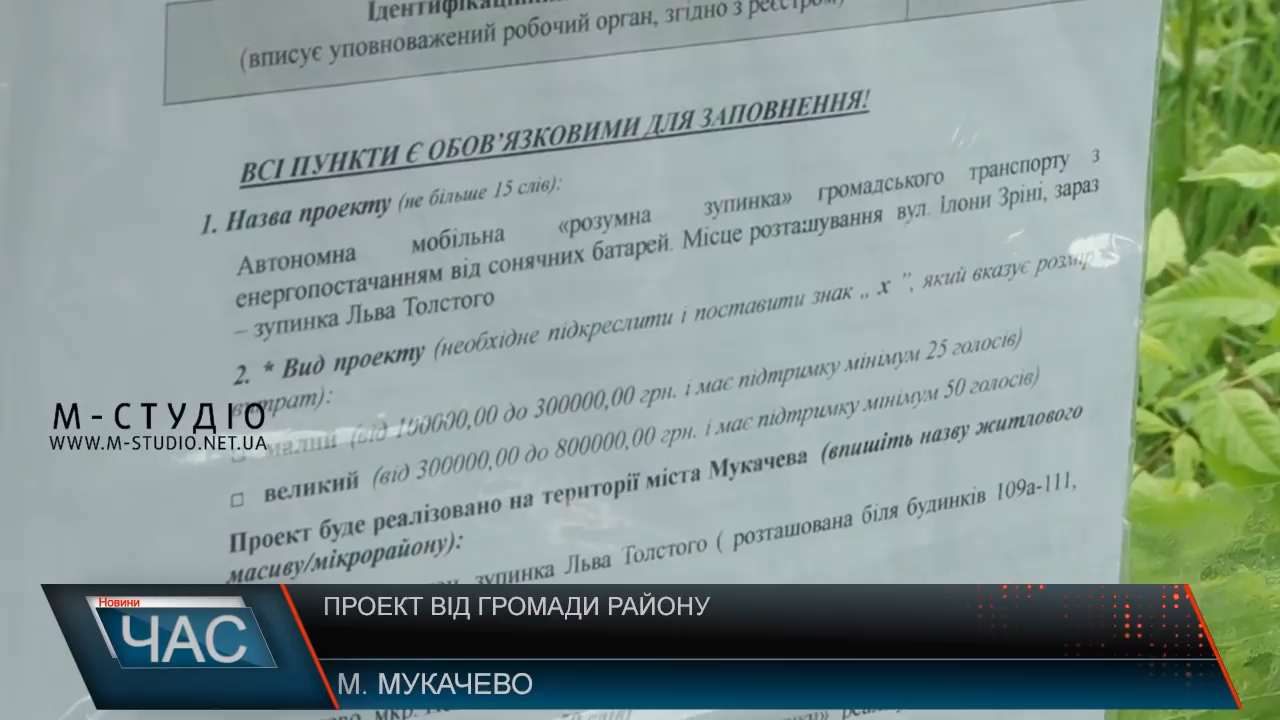 Ідентифікаційний
(вписує уповноважений робочий орган, згідно з реєстром)
ВСІ ПУНКТИ Є ОБОВ’ЯЗКОВИМИ ДЛЯ ЗАПОВНЕННЯ!
1. Назва проекту (не більше 15 слів):
Автономна мобільна «розумна зупинка» громадського транспорту з
енергопостачанням від сонячних батарей. Місце розташування вул. Ілони Зріні, зараз
– зупинка Льва Толстого
2. * Вид проекту (необхідне підкреслити і поставити знак ,, х ”, який вказує розмір
витрат):
□ малий (від 100000,00 до 300000,00 грн. і має підтримку мінімум 25 голосів)
□ великий (від 300000,00 до 800000,00 грн. і має підтримку мінімум 50 голосів)
Проект буде реалізовано на території міста Мукачева (впишіть назву житлового
масиву/мікрорайону):
зупинка Льва Толстого ( розташована біля будинків 109а-111,
М-СТУДІО
WWW.M-STUDIO.NET.UA
Новини
ЧАС
ПРОЕКТ ВІД ГРОМАДИ РАЙОНУ
М. МУКАЧЕВО